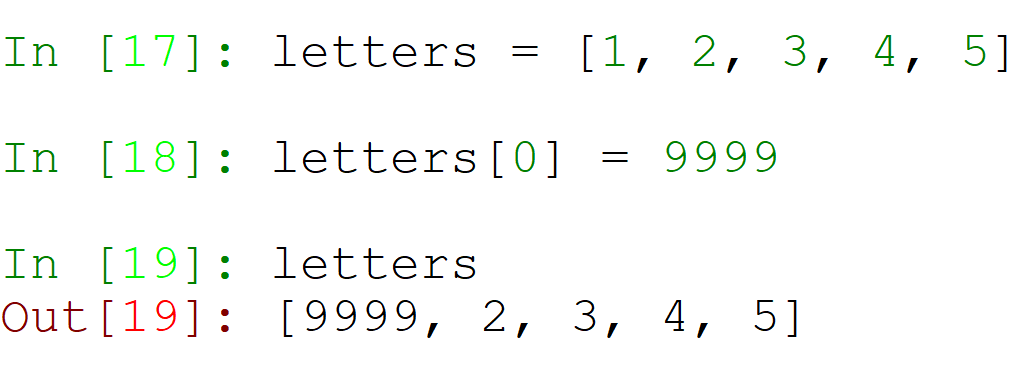 In [17]: letters = [1, 2, 3, 4, 5]
In [18]: letters[0] = 9999
In [19]: letters
Out[19]: [9999, 2, 3, 4, 5]